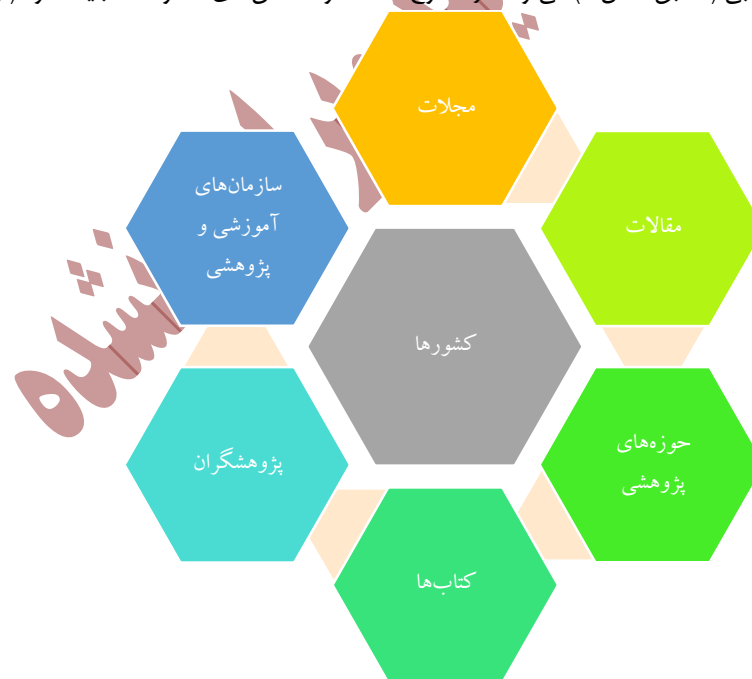 مجلات
مقالات
سازمان‌های
آموزشی و
پژوهشی
کشورها
حوزه‌های
پژوهشی
پژوهشگران
کتاب‌ها